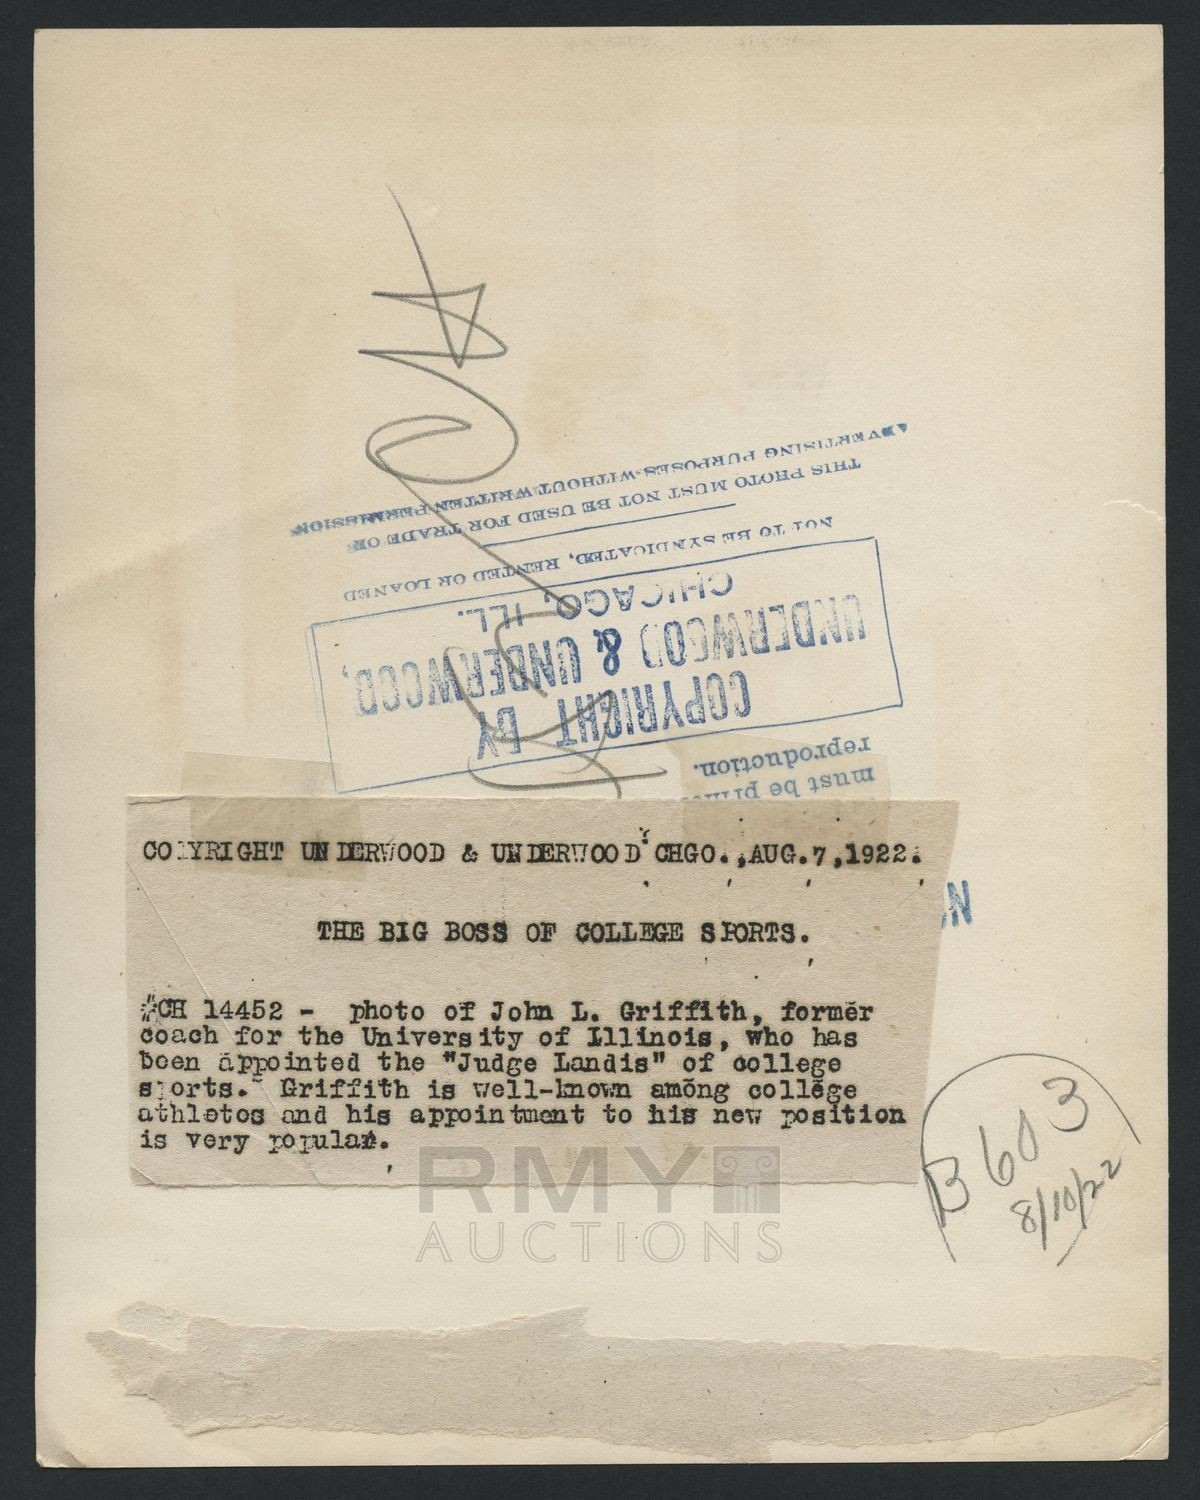 ADVERTISING PURPOSES WITHOUT WRITTEN PERMISSION
THIS PHOTO MUST NOT BE USED FOR TRADE OR
NOT TO BE SYNDICATED, RENTED OR LOANED
COPYRIGHT BY
UNDERWOOD & UNDERWOOD,
CHICAGO, ILL.
must be
reproduction.
COPYRIGHT UNDERWOOD & UNDERWOOD CHGO.,AUG.7,1922.
THE BIG BOSS OF COLLEGE SPORTS.
#CH 14452 - photo of John L. Griffith, former
coach for the University of Illinois, who has
been appointed the "Judge Landis" of college
sports. Griffith is well-known among college
athletes and his appointment to his new position
is very popular.
B 603
8/10/22
RMY
AUCTIONS